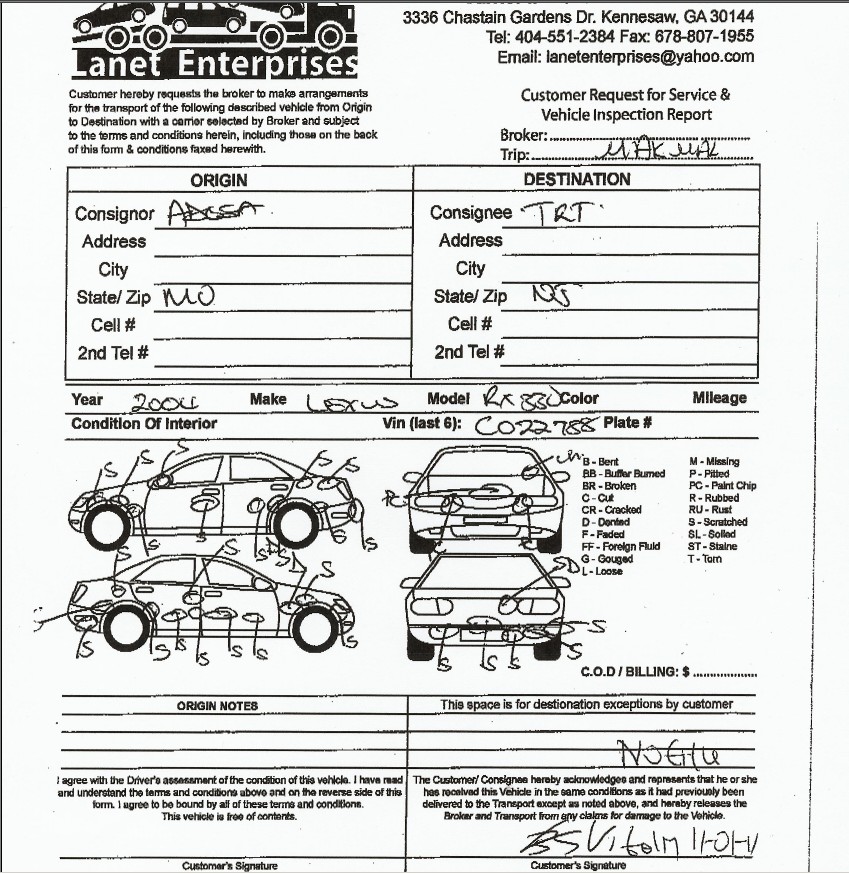 3336 Chastain Gardens Dr. Kennesaw, GA 30144
Tel: 404-551-2384 Fax: 678-807-1955
Email: lanetenterprises@yahoo.com
Lanet Enterprises
Customer hereby requests the broker to make arrangements
for the transport of the following described vehicle from Origin
to Destination with a carrier selected by Broker and subject
to the terms and conditions herein, including those on the back
of this form & conditions faxed herewith.
Customer Request for Service &
Vehicle Inspection Report
Broker:
Trip: MAKMAL
ORIGIN DESTINATION
Consignor ADESA Consignee TRT
Address Address
City City
State/ Zip MO State/ Zip NJ
Cell # Cell #
2nd Tel # 2nd Tel #
Year 2004 Make LEXUS Model RX330 Color Mileage
Condition Of Interior Vin (last 6): C022788 Plate #
B - Bent M - Missing
BB - Buffer Burned P - Pitted
BR - Broken PC - Paint Chip
C - Cut R - Rubbed
CR - Cracked RU - Rust
D - Dented S - Scratched
F - Faded SL - Soiled
FF - Foreign Fluid ST - Stains
G - Gouged T - Torn
L - Loose
C.O.D / BILLING: $
ORIGIN NOTES This space is for destionation exceptions by customer
I agree with the Driver's assessment of the condition of this vehicle. I have read
and understand the terms and conditions above and on the reverse side of this
form. I agree to be bound by all of these terms and conditions.
This vehicle is free of contents.
The Customer/ Consignee hereby acknowledges and represents that he or she
has received this Vehicle in the same conditions as it had previously been
delivered to the Transport except as noted above, and hereby releases the
Broker and Transport from any claims for damage to the Vehicle.
Customer's Signature Customer's Signature